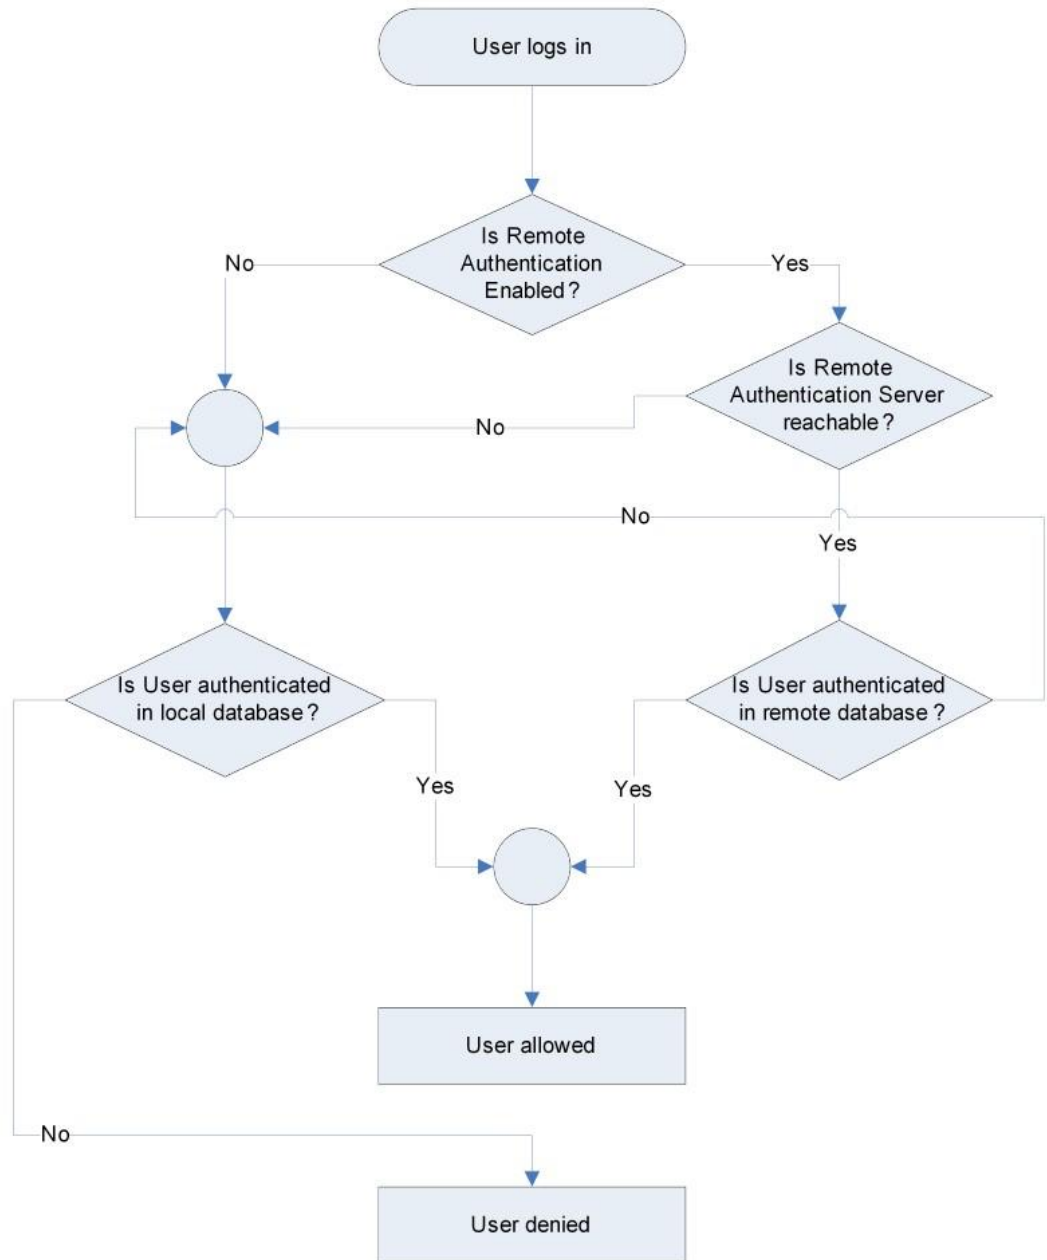 User logs in
Is Remote
Authentication
Enabled?
No
Yes
Is Remote
Authentication Server
reachable?
No
No
Yes
Is User authenticated
in local database?
Is User authenticated
in remote database?
Yes
Yes
User allowed
No
User denied